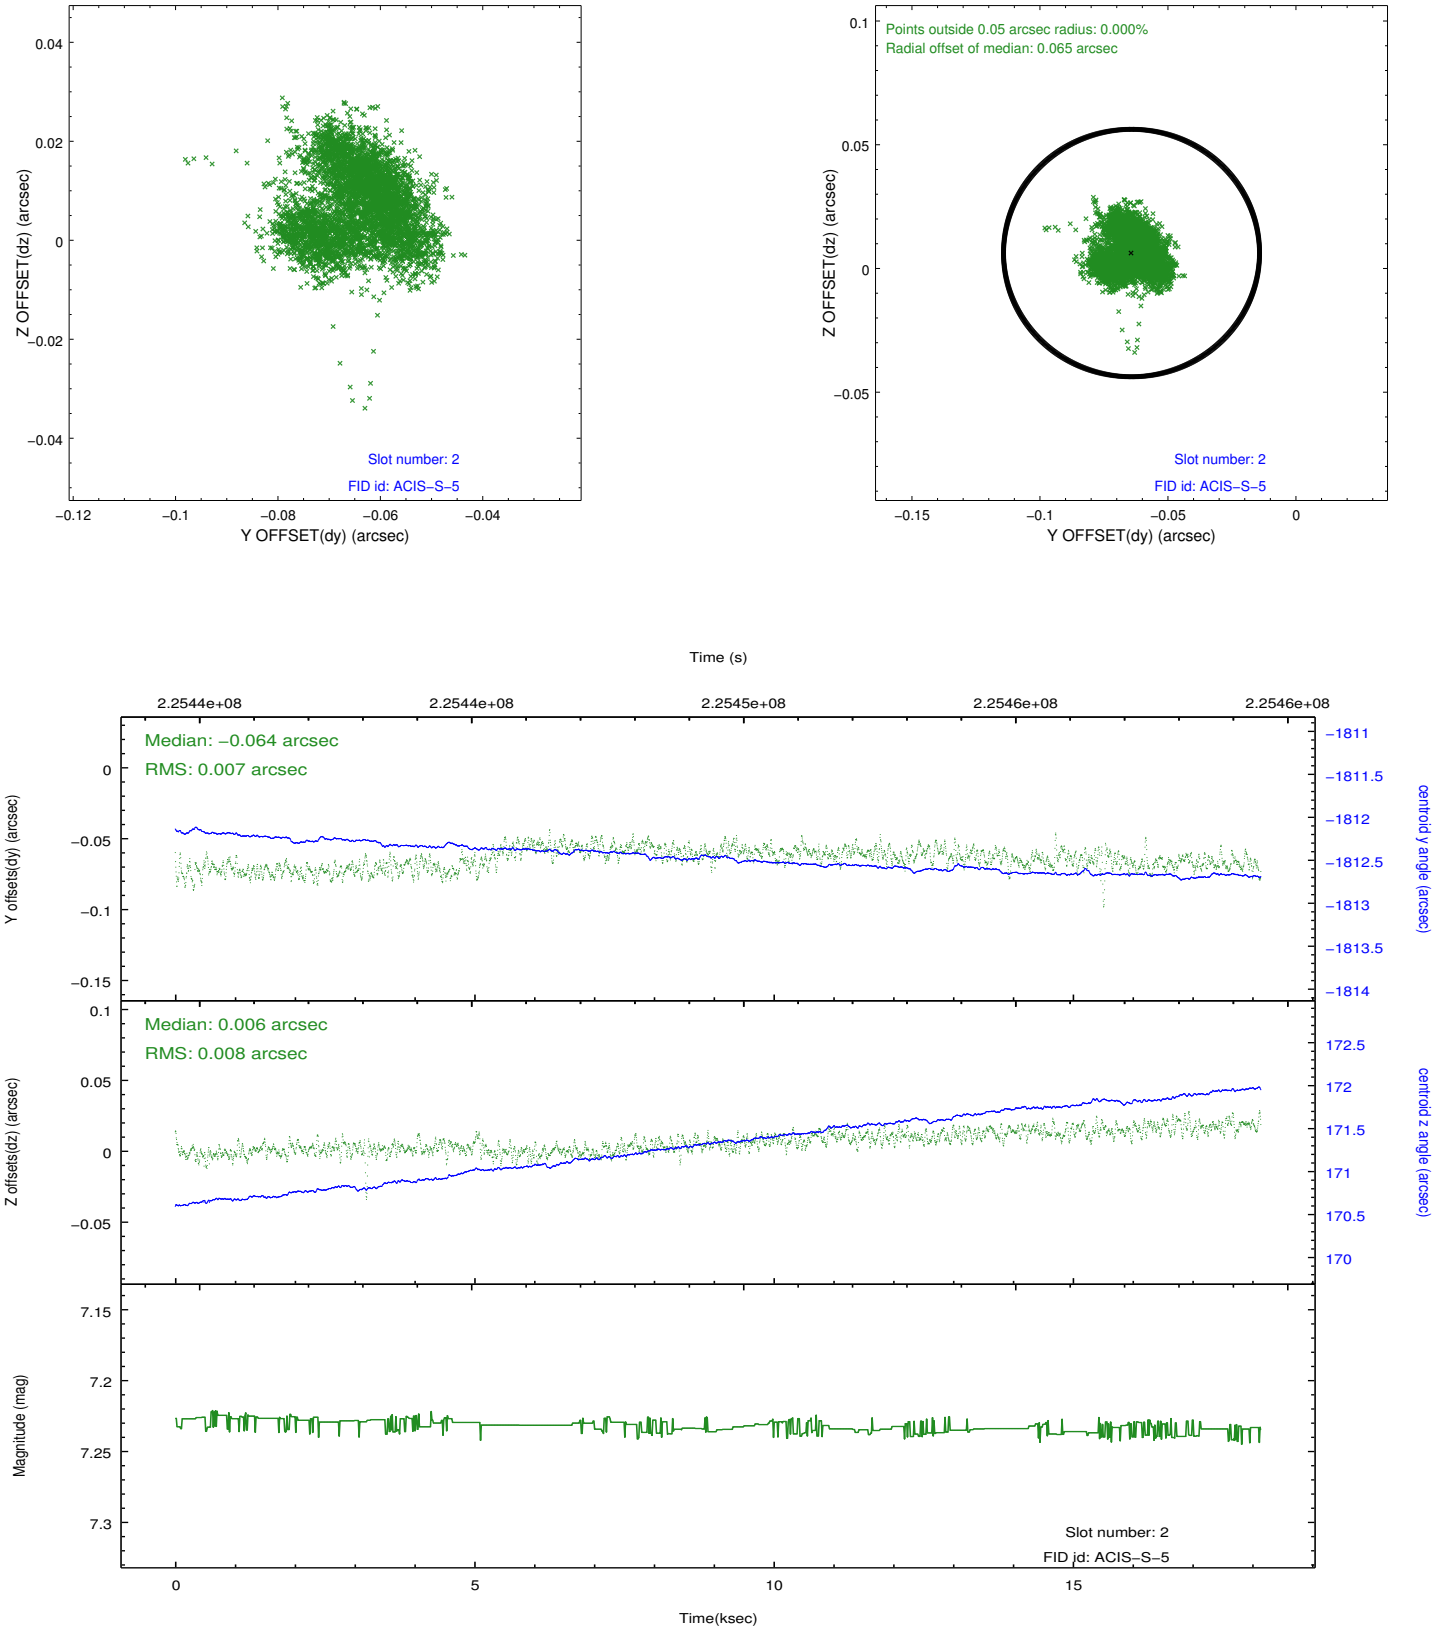 0.04
0.02
0
−0.02
−0.04
Z OFFSET(dz) (arcsec)
Slot number: 2
FID id: ACIS−S−5
−0.12
−0.1
−0.08
−0.06
−0.04
Y OFFSET(dy) (arcsec)
Points outside 0.05 arcsec radius: 0.000%
Radial offset of median: 0.065 arcsec
0.1
0.05
0
−0.05
Z OFFSET(dz) (arcsec)
Slot number: 2
FID id: ACIS−S−5
−0.15
−0.1
−0.05
0
Y OFFSET(dy) (arcsec)
Time (s)
2.2544e+08
2.2544e+08
2.2545e+08
2.2546e+08
2.2546e+08
Median: −0.064 arcsec
RMS: 0.007 arcsec
0
−0.05
−0.1
−0.15
Y offsets(dy) (arcsec)
−1811
−1811.5
−1812
−1812.5
−1813
−1813.5
−1814
centroid y angle (arcsec)
Median: 0.006 arcsec
RMS: 0.008 arcsec
0.1
0.05
0
−0.05
Z offsets(dz) (arcsec)
172.5
172
171.5
171
170.5
170
centroid z angle (arcsec)
7.15
7.2
7.25
7.3
Magnitude (mag)
Slot number: 2
FID id: ACIS−S−5
0
5
10
15
Time(ksec)